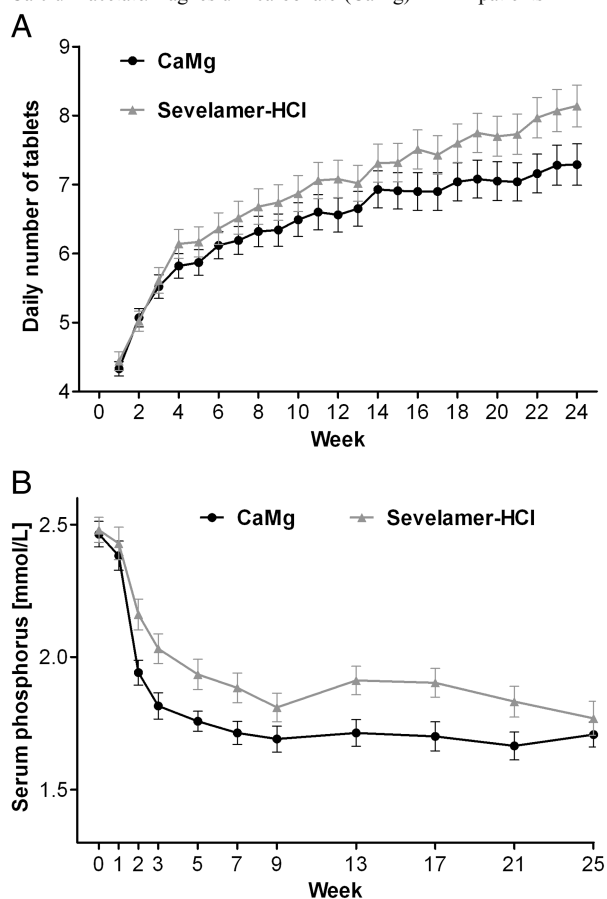 A
9
8
7
6
5
4
Daily number of tablets
CaMg
Sevelamer-HCl
0 2 4 6 8 10 12 14 16 18 20 22 24
Week
B
2.5
2.0
1.5
Serum phosphorus [mmol/L]
CaMg Sevelamer-HCl
0 1 2 3 5 7 9 13 17 21 25
Week